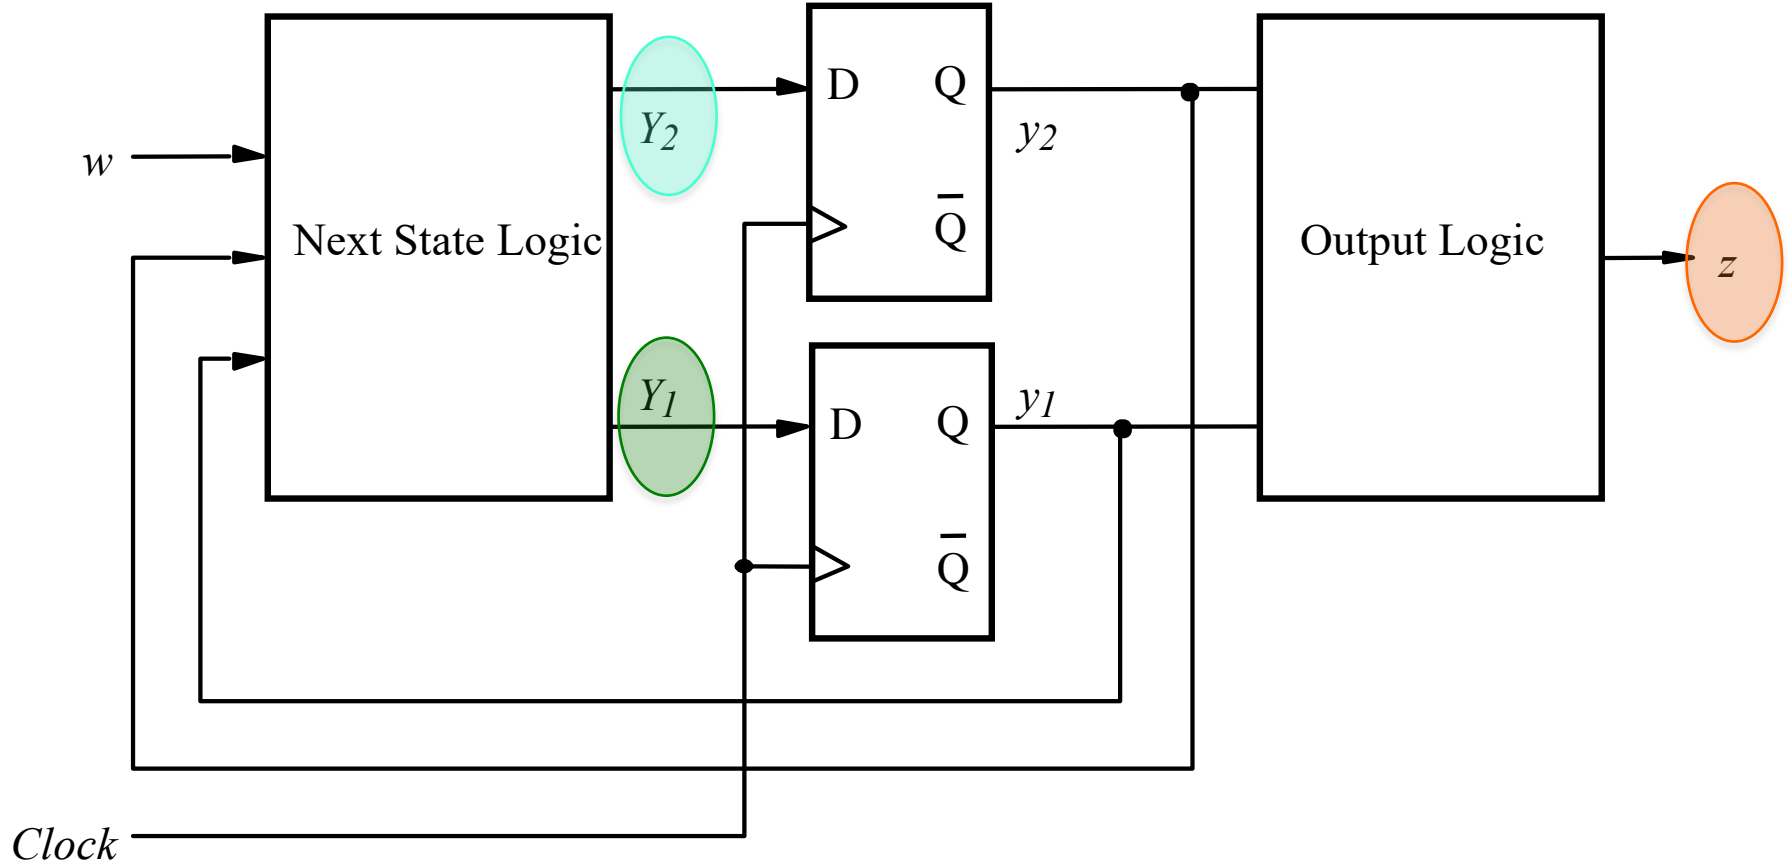 w
Next State Logic
Y2
Y1
D Q
Q̅
y2
D Q
Q̅
y1
Output Logic
z
Clock